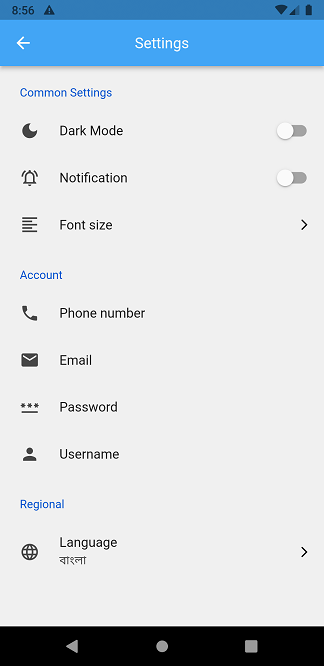 8:56
Settings
Common Settings
Dark Mode
Notification
Font size
Account
Phone number
Email
Password
Username
Regional
Language
বাংলা